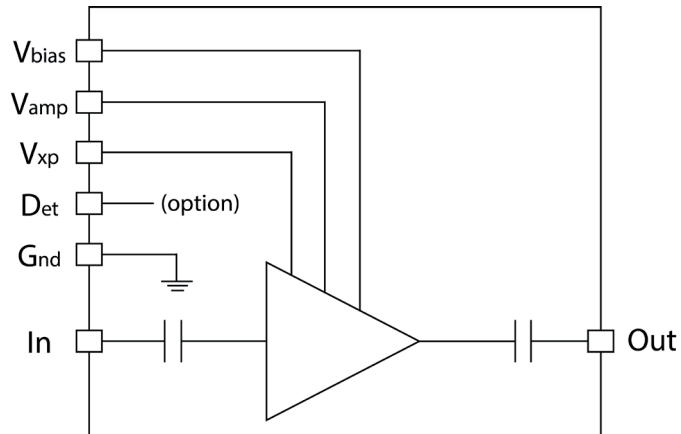 Vbias
Vamp
Vxp
Det (option)
Gnd
In
Out